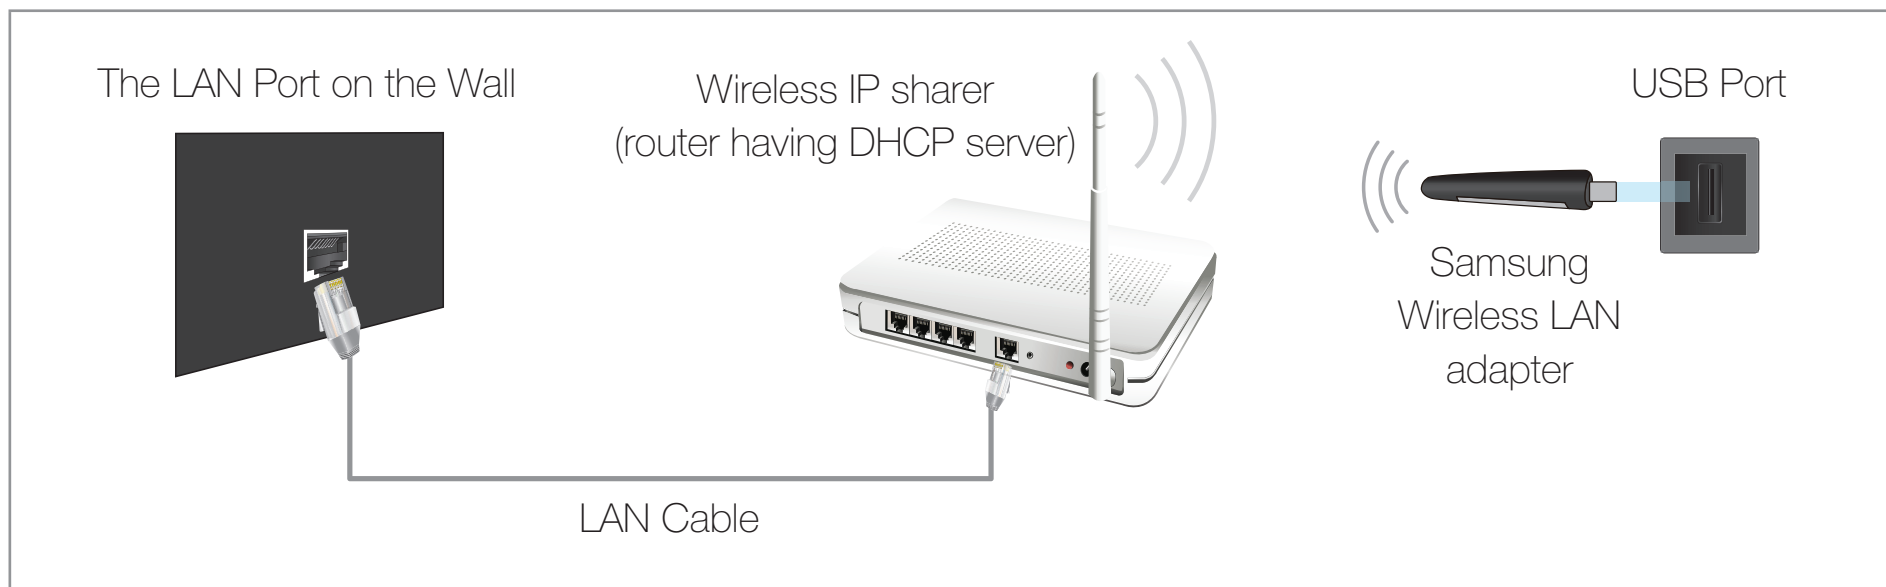 The LAN Port on the Wall
Wireless IP sharer
(router having DHCP server)
USB Port
Samsung
Wireless LAN
adapter
LAN Cable